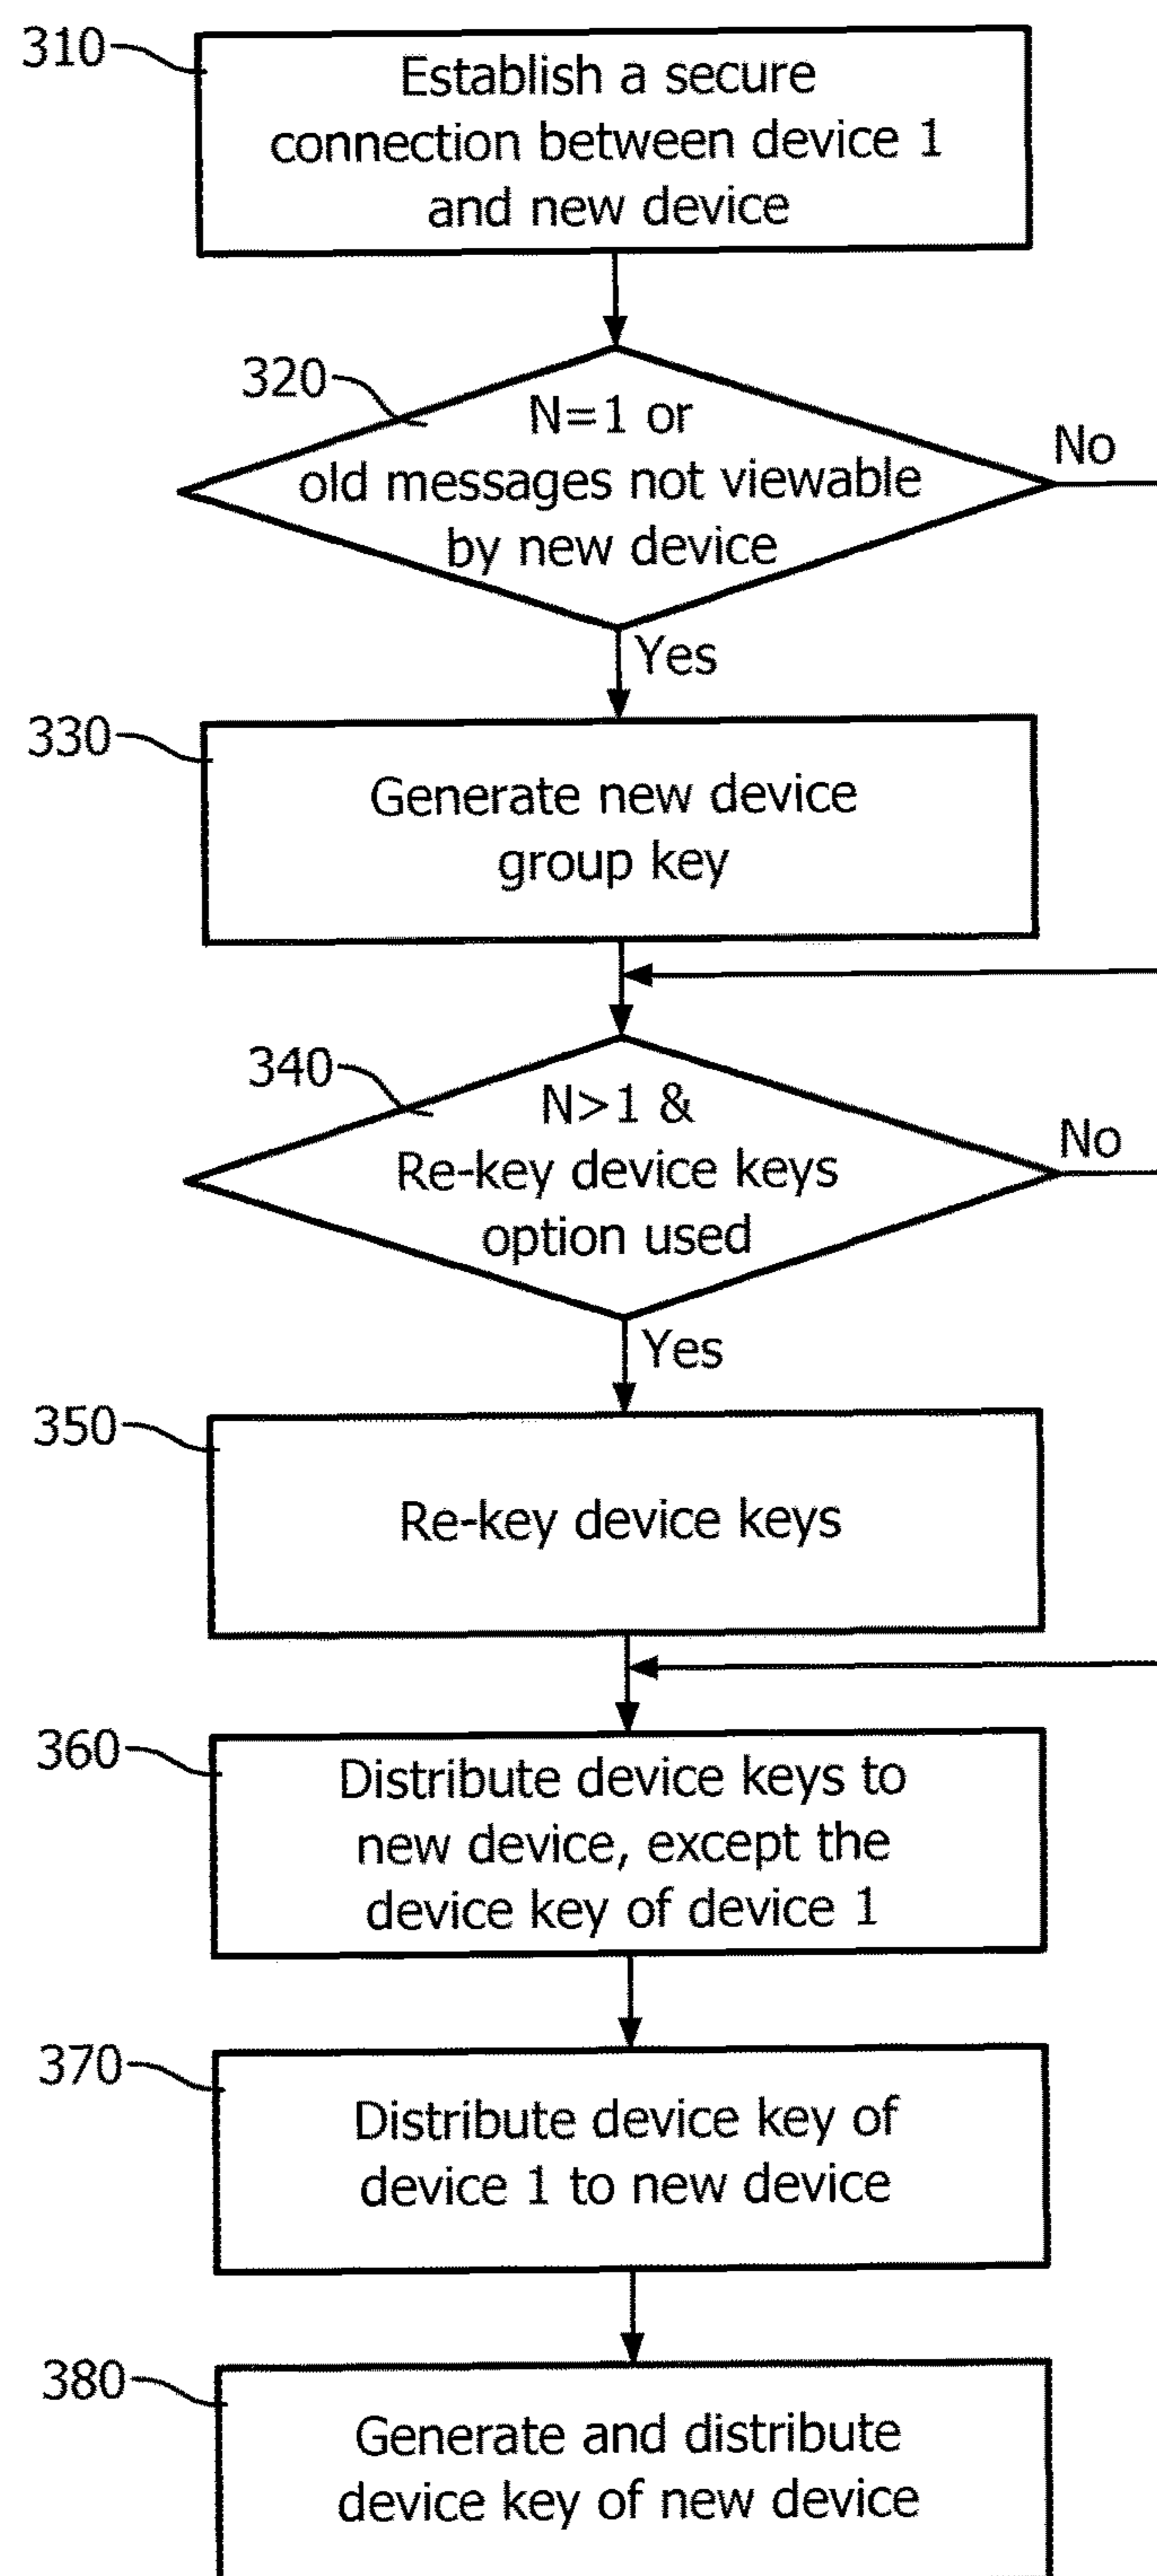 310
Establish a secure
connection between device 1
and new device
320
N=1 or
old messages not viewable
by new device
No
Yes
330
Generate new device
group key
340
N>1 &
Re-key device keys
option used
No
Yes
350
Re-key device keys
360
Distribute device keys to
new device, except the
device key of device 1
370
Distribute device key of
device 1 to new device
380
Generate and distribute
device key of new device